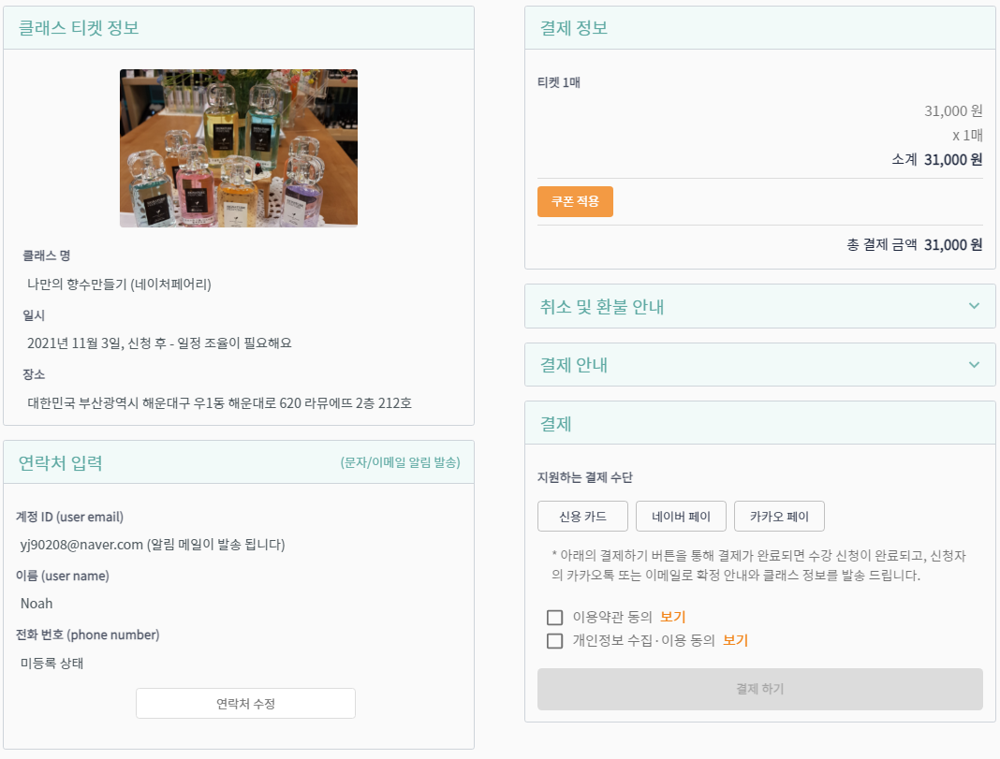 클래스 티켓 정보
클래스 명
나만의 향수만들기 (네이처페어리)
일시
2021년 11월 3일, 신청 후 - 일정 조율이 필요해요
장소
대한민국 부산광역시 해운대구 우1동 해운대로 620 라뮤에뜨 2층 212호
연락처 입력 (문자/이메일 알림 발송)
계정 ID (user email)
yj90208@naver.com (알림 메일이 발송 됩니다)
이름 (user name)
Noah
전화 번호 (phone number)
미등록 상태
연락처 수정
결제 정보
티켓 1매
31,000 원
x 1매
소계 31,000 원
쿠폰 적용
총 결제 금액 31,000 원
취소 및 환불 안내
결제 안내
결제
지원하는 결제 수단
신용 카드 네이버 페이 카카오 페이
* 아래의 결제하기 버튼을 통해 결제가 완료되면 수강 신청이 완료되고, 신청자
의 카카오톡 또는 이메일로 확정 안내와 클래스 정보를 발송 드립니다.
이용약관 동의 보기
개인정보 수집·이용 동의 보기
결제 하기